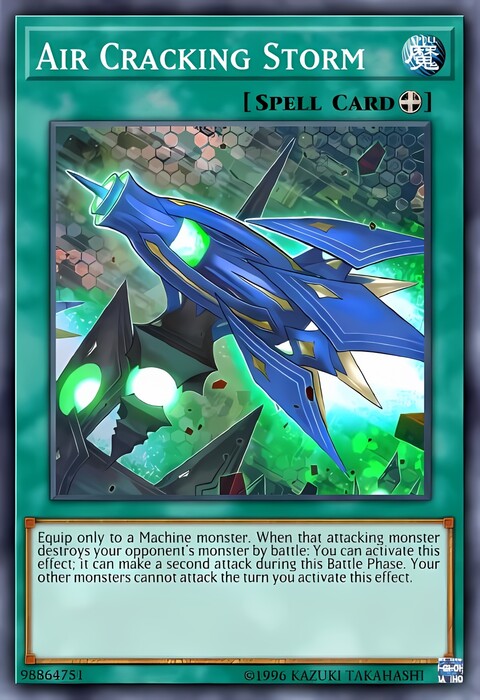 AIR CRACKING STORM
魔
[SPELL CARD]
Equip only to a Machine monster. When that attacking monster
destroys your opponent's monster by battle: You can activate this
effect; it can make a second attack during this Battle Phase. Your
other monsters cannot attack the turn you activate this effect.
98864751
©1996 KAZUKI TAKAHASHI